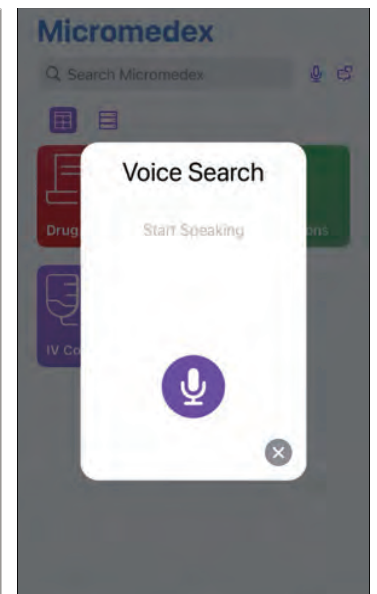 Micromedex
Search Micromedex
Voice Search
Start Speaking
Drug
ons
IV Co